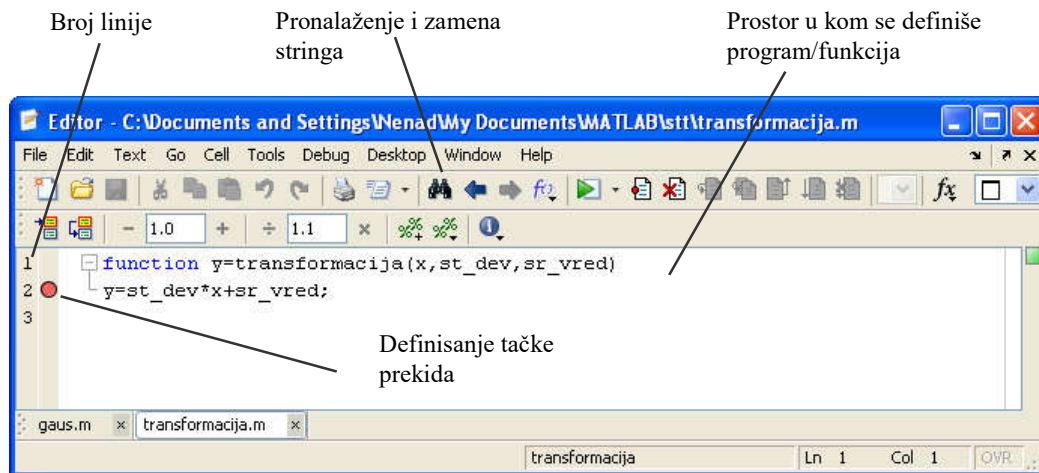 Broj linije
Pronalaženje i zamena
stringa
Prostor u kom se definiše
program/funkcija
Editor - C:\Documents and Settings\Nenad\My Documents\MATLAB\stt\transformacija.m
File Edit Text Go Cell Tools Debug Desktop Window Help
fx
- 1.0 + ÷ 1.1 ×
1 function y=transformacija(x,st_dev,sr_vred)
2 y=st_dev*x+sr_vred;
3
Definisanje tačke
prekida
gaus.m × transformacija.m ×
transformacija Ln 1 Col 1 OVR